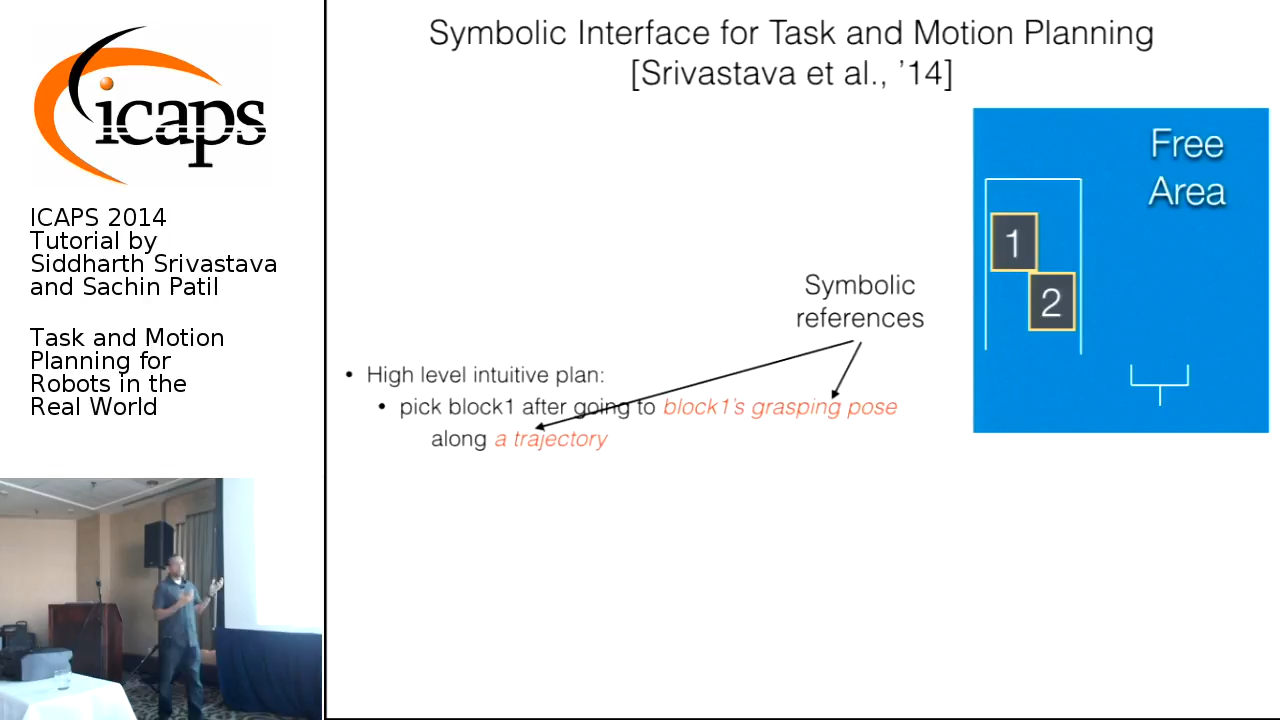 icaps
ICAPS 2014
Tutorial by
Siddharth Srivastava
and Sachin Patil
Task and Motion
Planning for
Robots in the
Real World
Symbolic Interface for Task and Motion Planning
[Srivastava et al., ’14]
Free
Area
1
2
Symbolic
references
• High level intuitive plan:
• pick block1 after going to block1’s grasping pose
along a trajectory